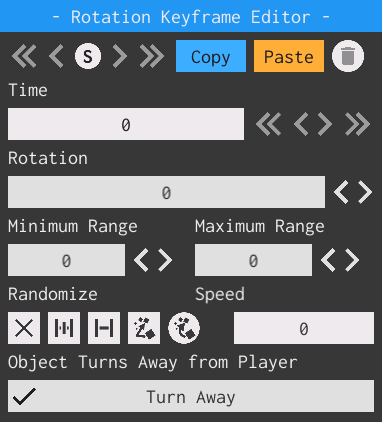 - Rotation Keyframe Editor -
S Copy Paste
Time
0
Rotation
0
Minimum Range Maximum Range
0 0
Randomize Speed
0
Object Turns Away from Player
Turn Away